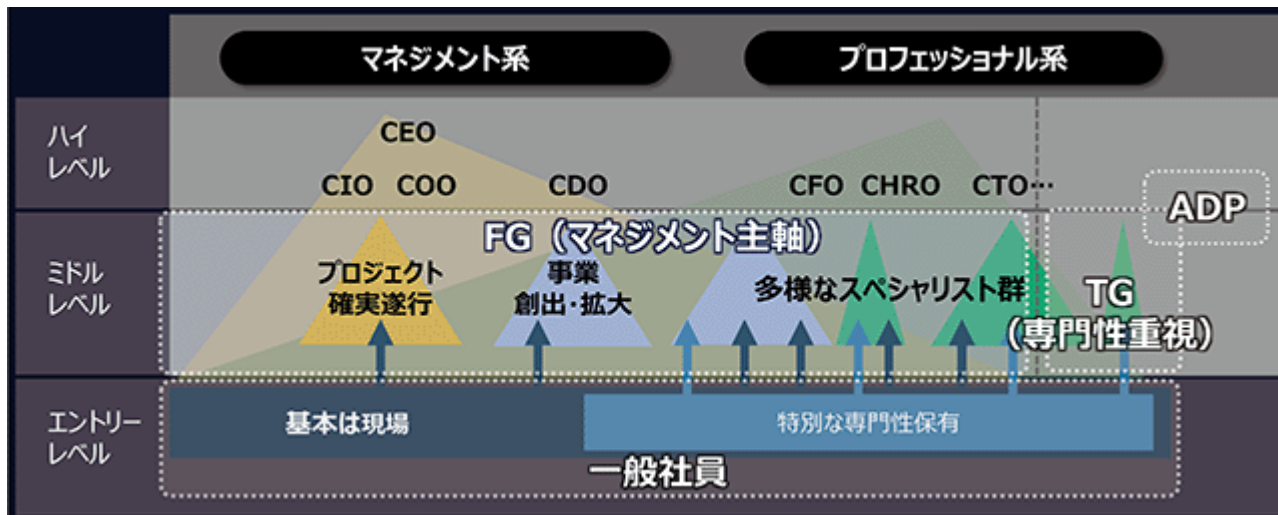 マネジメント系
プロフェッショナル系
ハイ
レベル
CEO
CIO
COO
CDO
CFO
CHRO
CTO…
ADP
ミドル
レベル
FG（マネジメント主軸）
プロジェクト
確実遂行
事業
創出・拡大
多様なスペシャリスト群
TG
（専門性重視）
エントリー
レベル
基本は現場
特別な専門性保有
一般社員